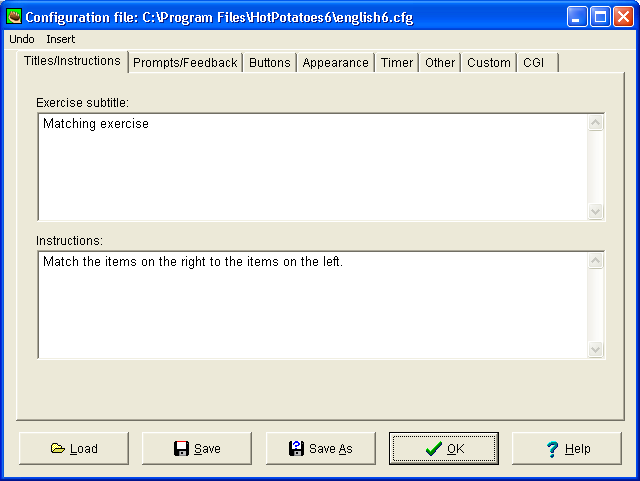 Configuration file: C:\Program Files\HotPotatoes6\english6.cfg
Undo Insert
Titles/Instructions Prompts/Feedback Buttons Appearance Timer Other Custom CGI
Exercise subtitle:
Matching exercise
Instructions:
Match the items on the right to the items on the left.
Load Save Save As OK Help